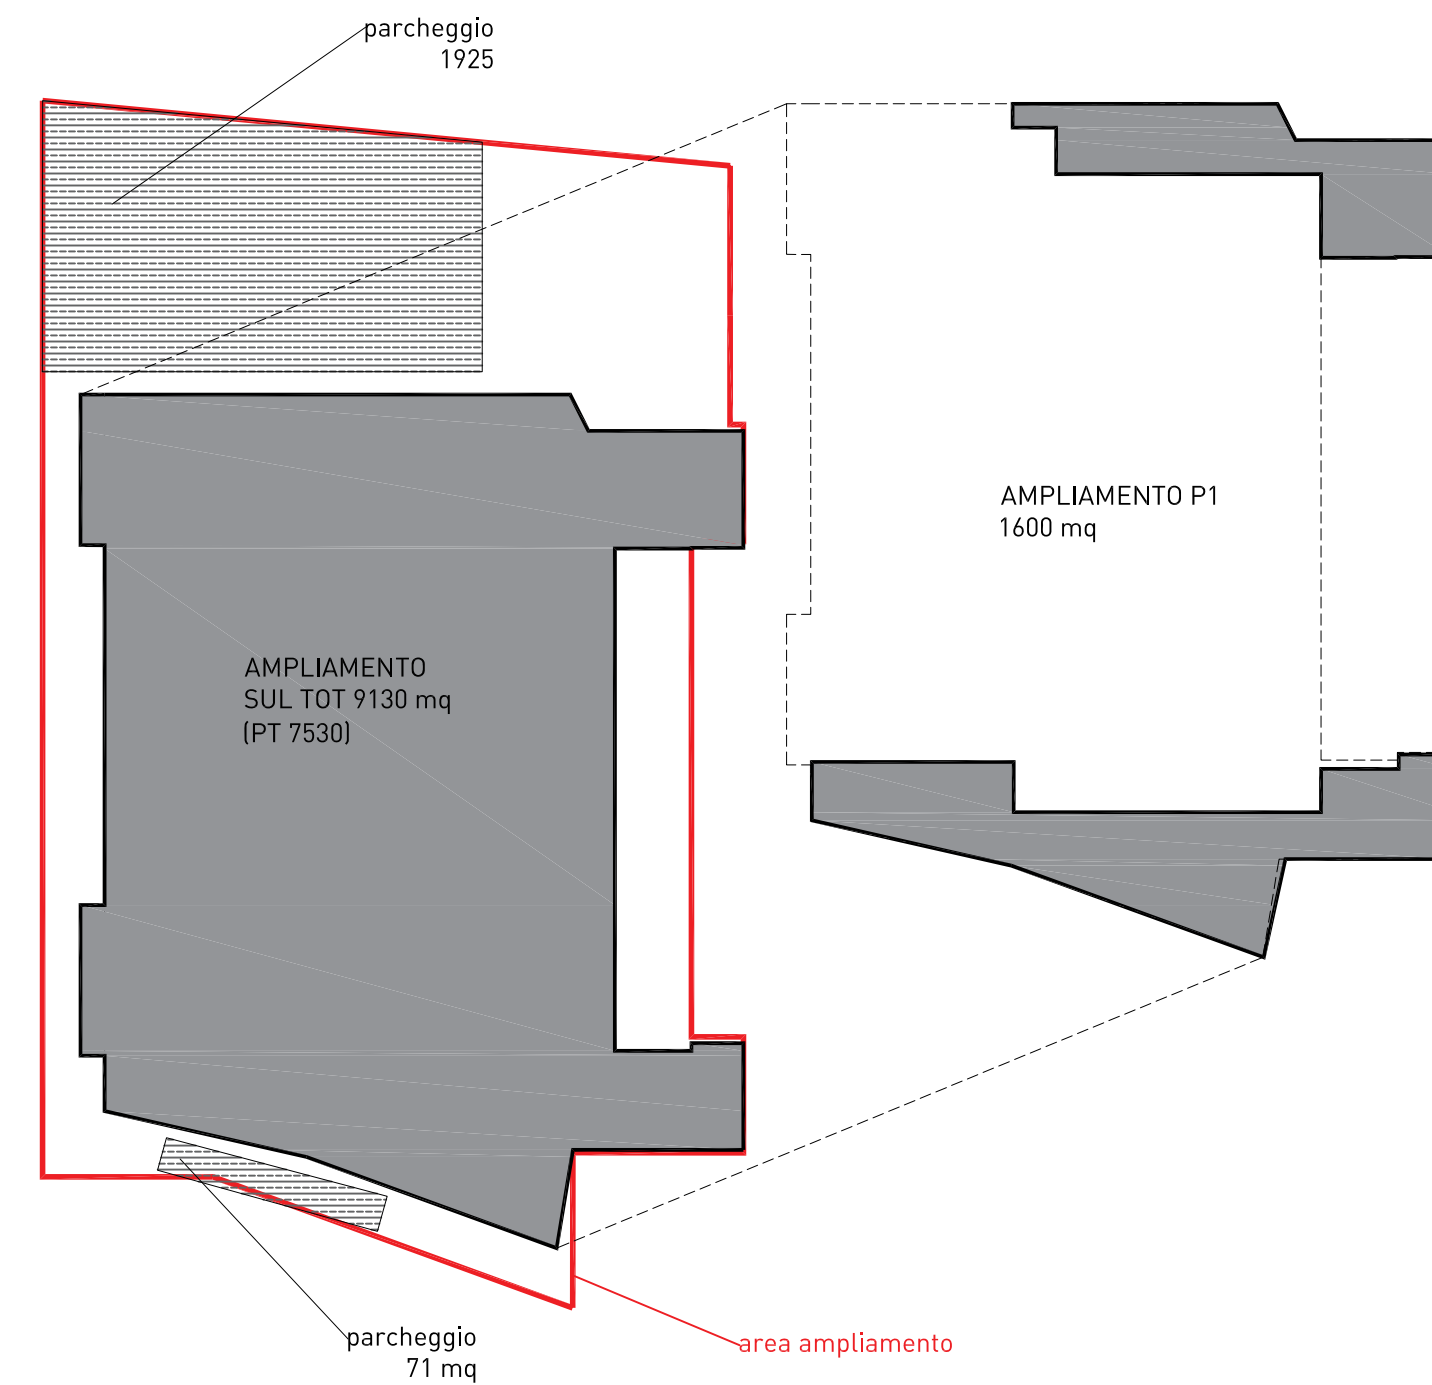 parcheggio
1925
AMPLIAMENTO P1
1600 mq
AMPLIAMENTO
SUL TOT 9130 mq
(PT 7530)
parcheggio
71 mq
area ampliamento